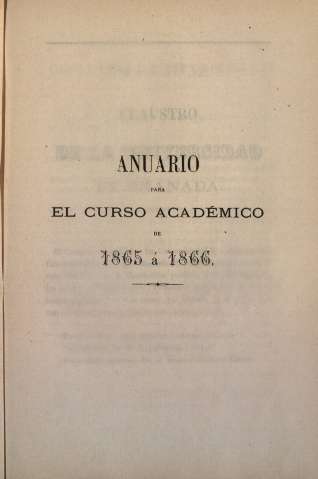 ANUARIO
PARA
EL CURSO ACADÉMICO
DE
1865 á 1866.